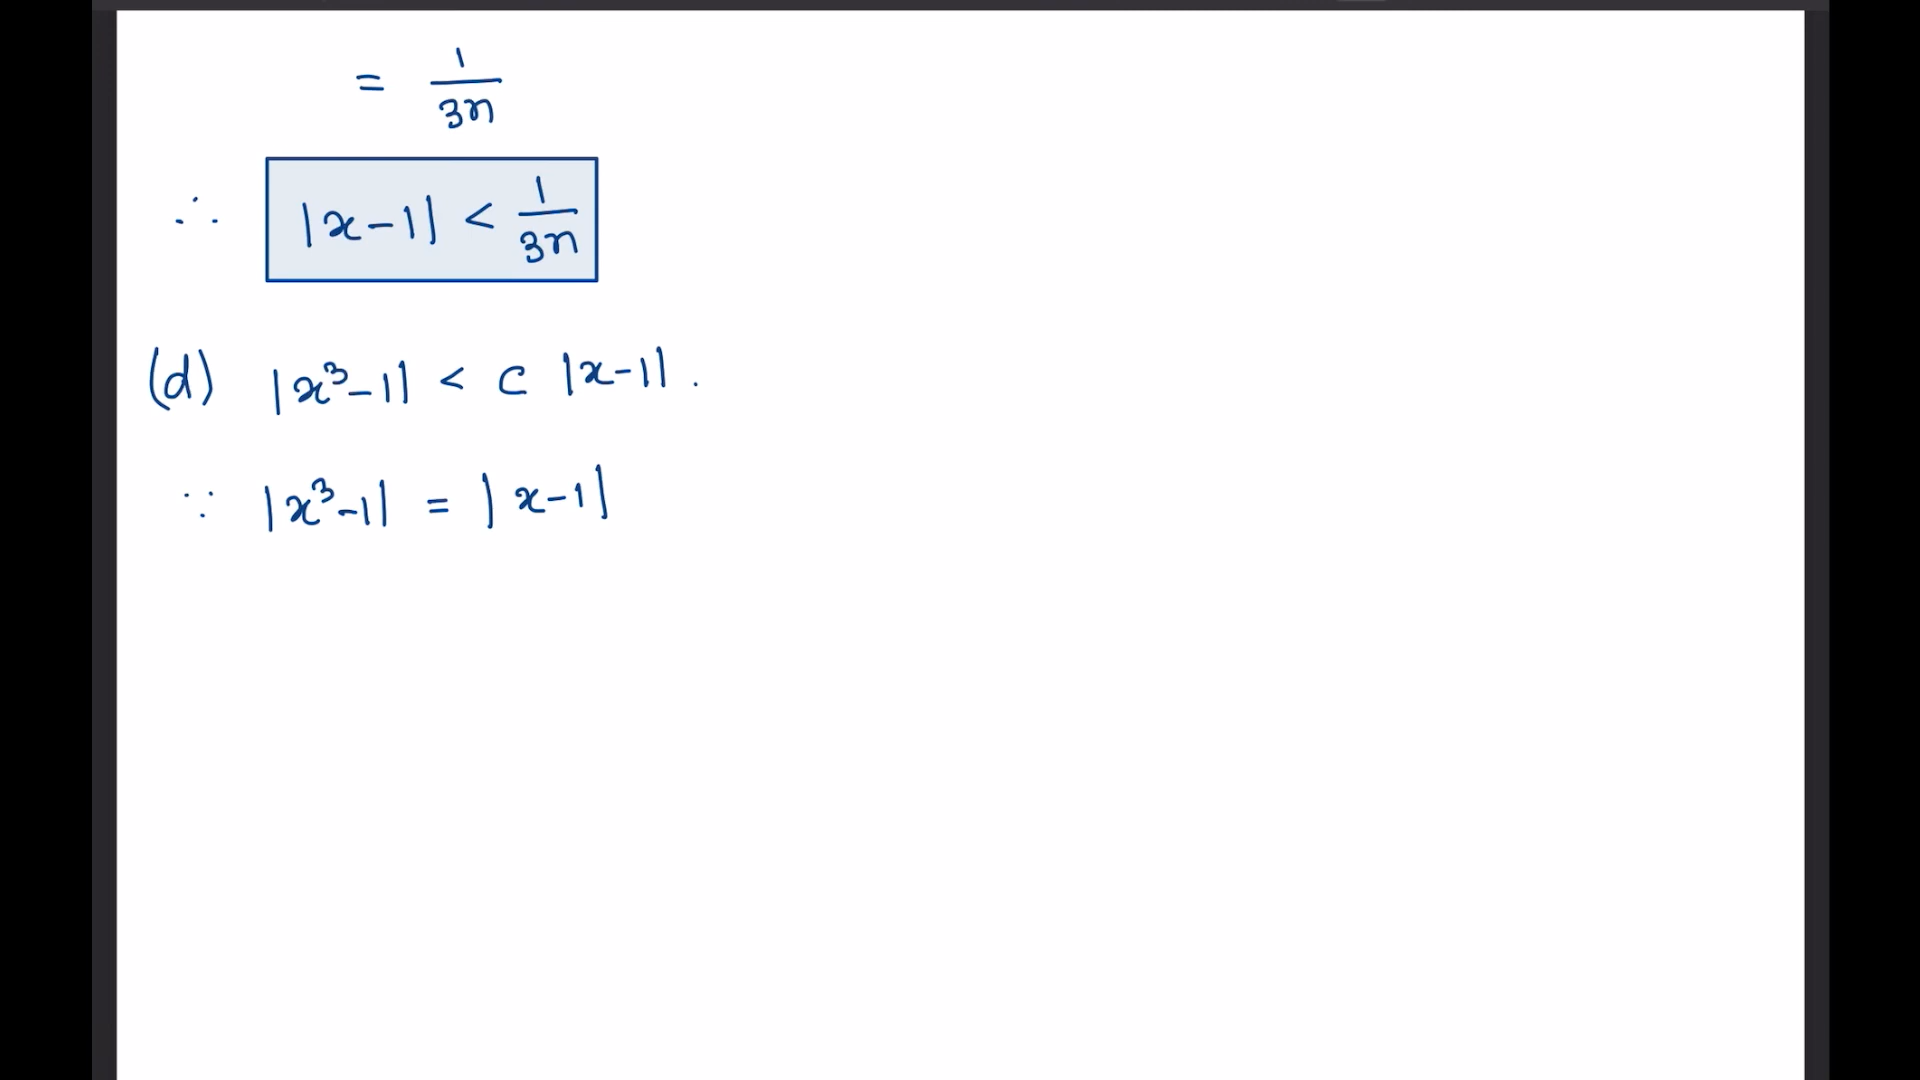 = 1/3n
∴ |x-1| < 1/3n
(d) |x³-1| < c |x-1| .
∵ |x³-1| = |x-1|